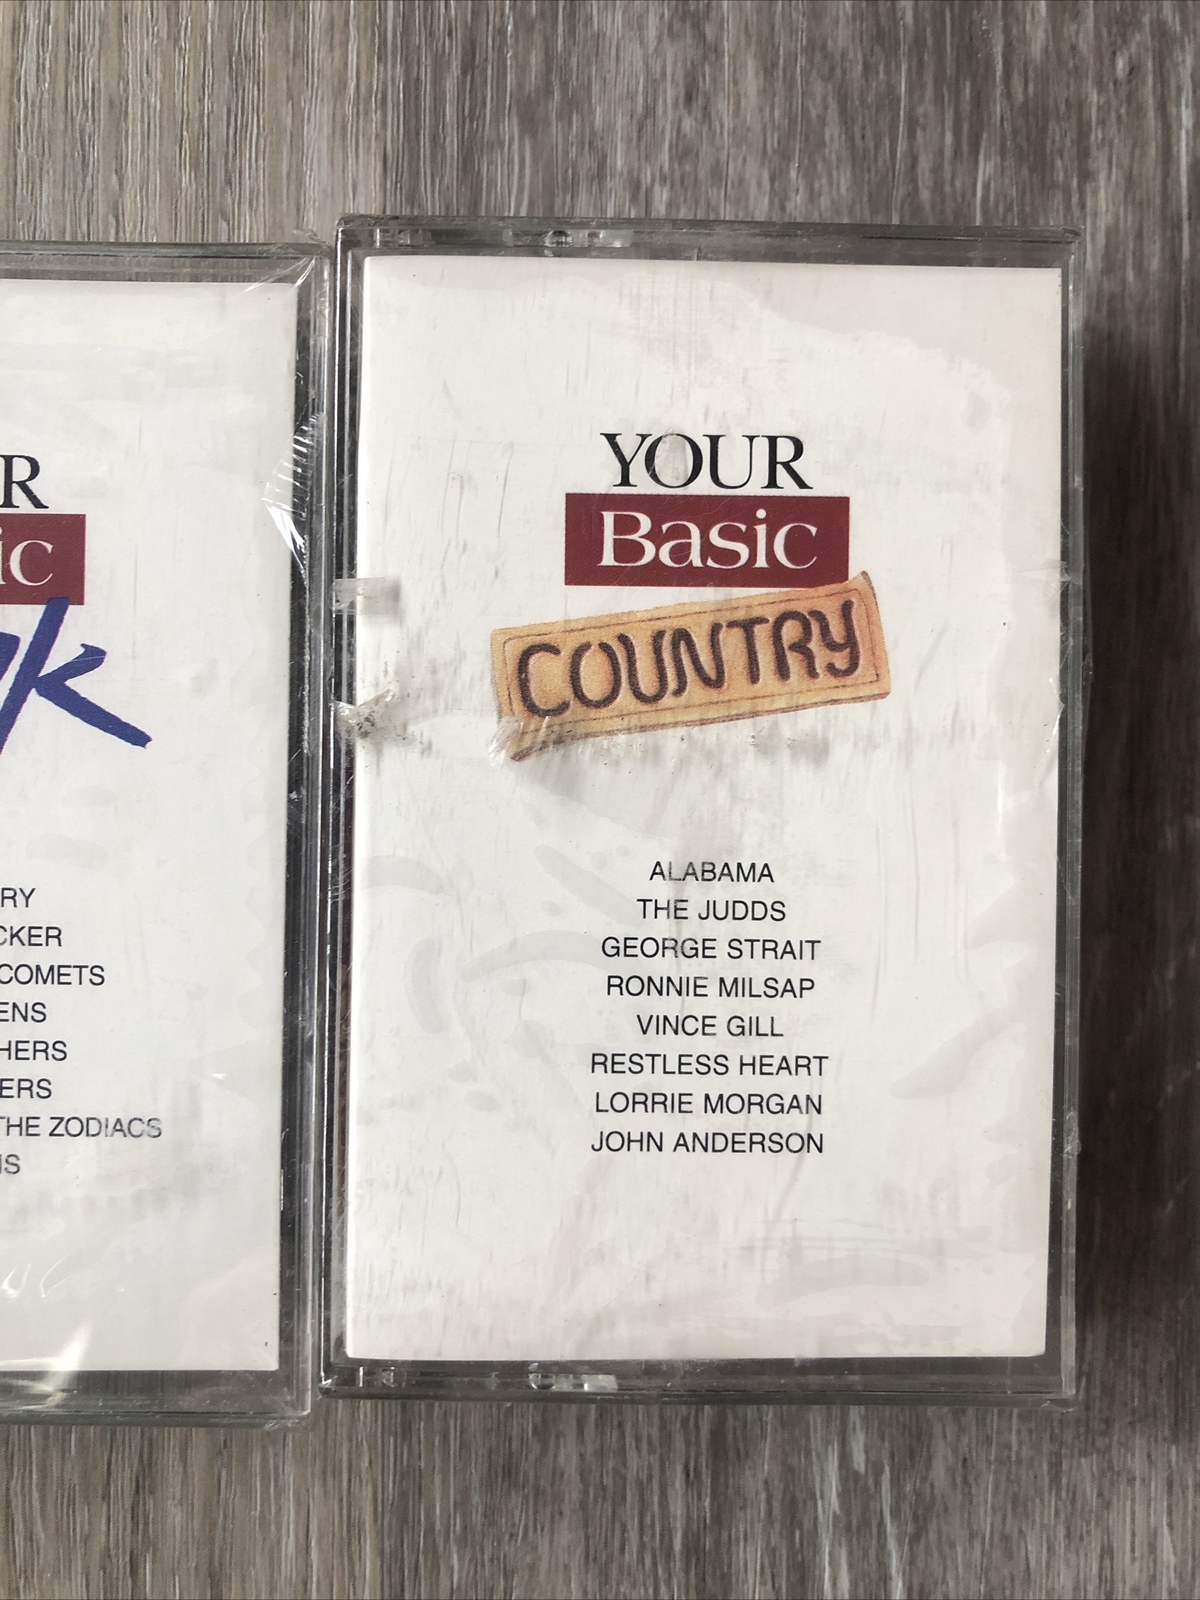 R
ic
k
RY
CKER
COMETS
ENS
HERS
ERS
THE ZODIACS
IS
YOUR
Basic
COUNTRY
ALABAMA
THE JUDDS
GEORGE STRAIT
RONNIE MILSAP
VINCE GILL
RESTLESS HEART
LORRIE MORGAN
JOHN ANDERSON